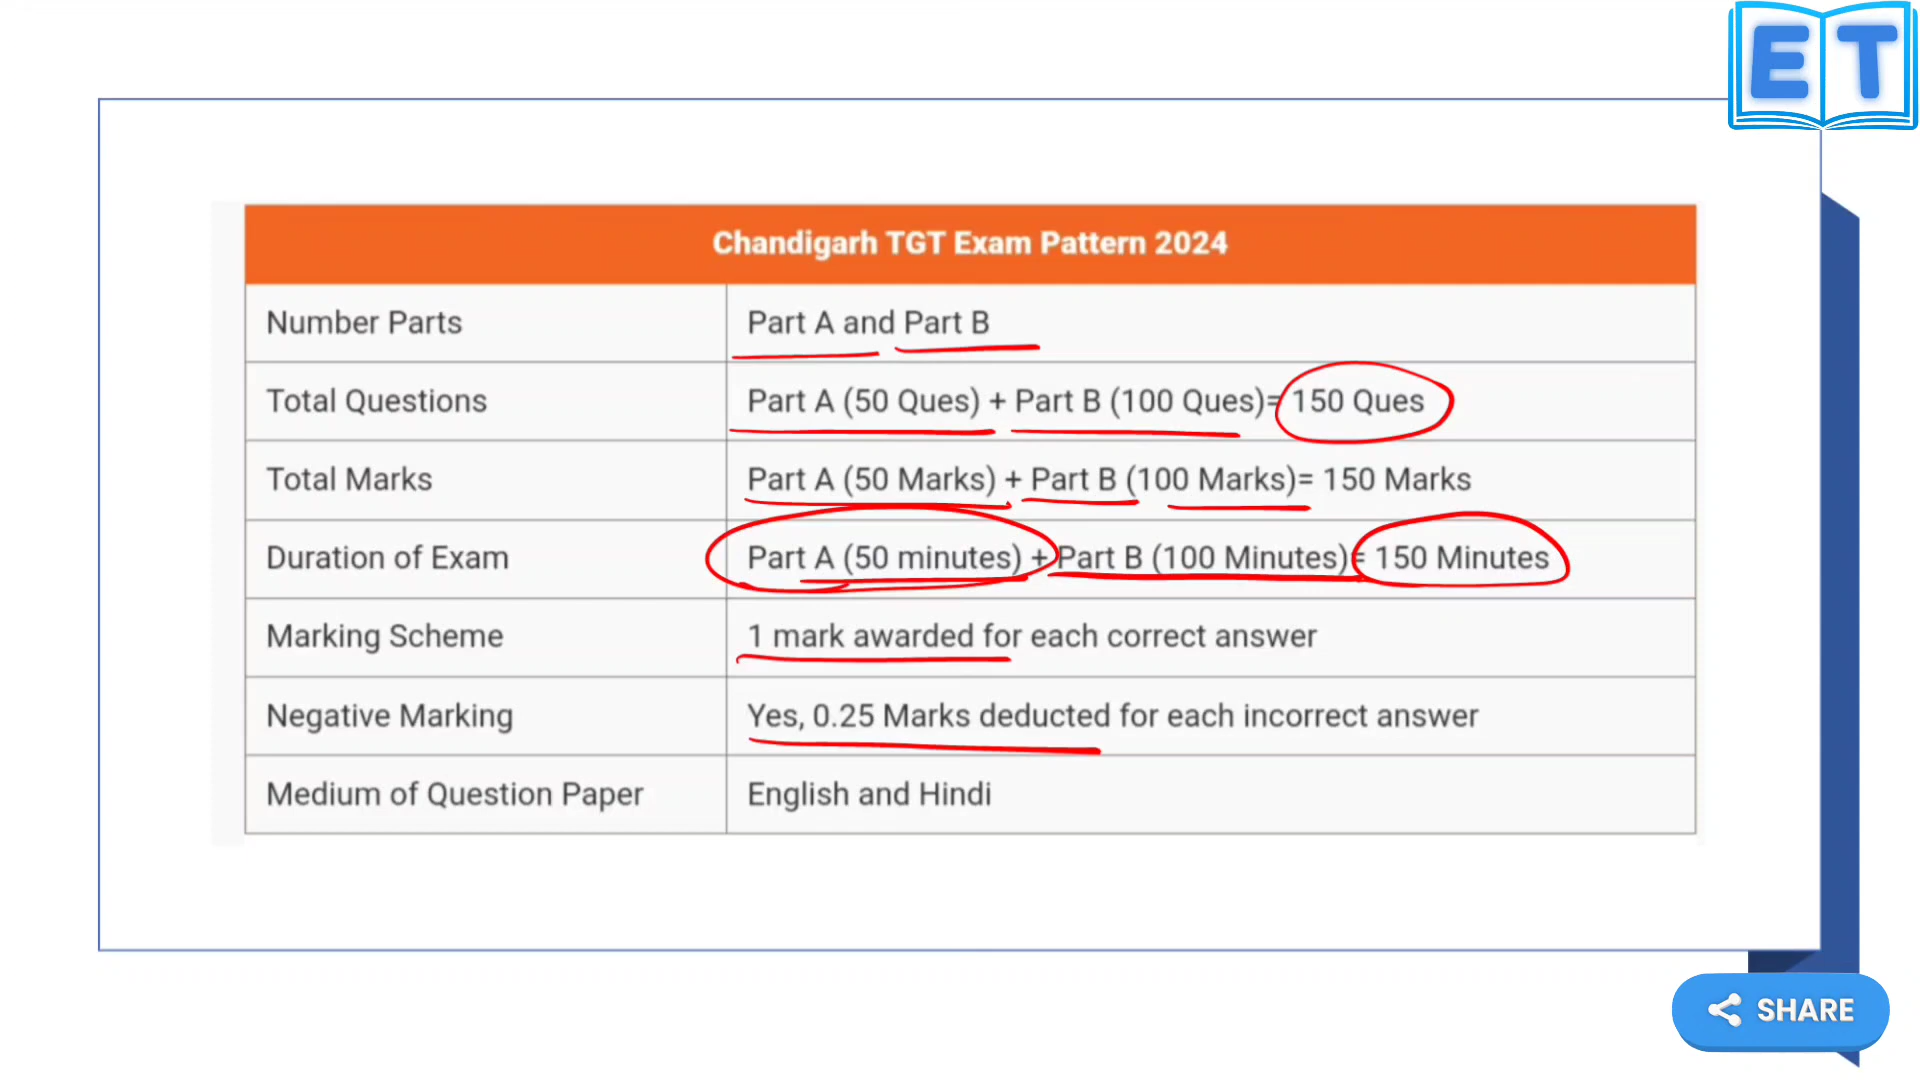 ET
Chandigarh TGT Exam Pattern 2024
Number Parts
Part A and Part B
Total Questions
Part A (50 Ques) + Part B (100 Ques)= 150 Ques
Total Marks
Part A (50 Marks) + Part B (100 Marks)= 150 Marks
Duration of Exam
Part A (50 minutes) + Part B (100 Minutes)= 150 Minutes
Marking Scheme
1 mark awarded for each correct answer
Negative Marking
Yes, 0.25 Marks deducted for each incorrect answer
Medium of Question Paper
English and Hindi
SHARE